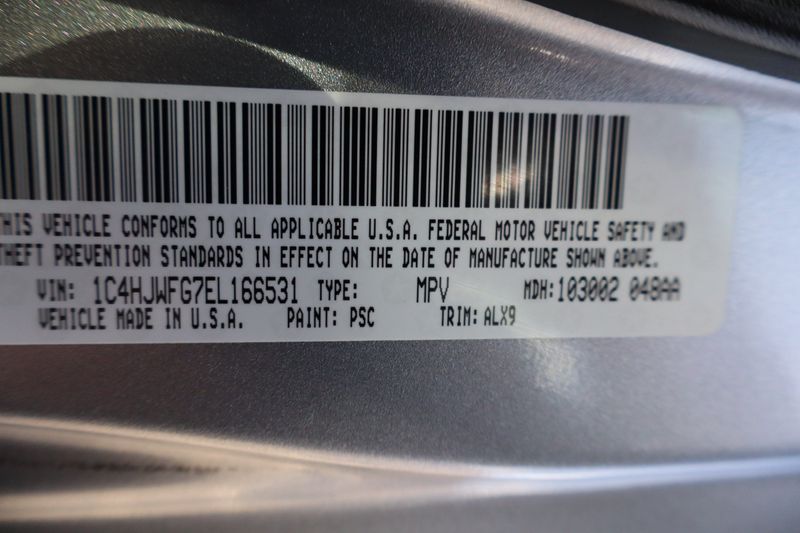 THIS VEHICLE CONFORMS TO ALL APPLICABLE U.S.A. FEDERAL MOTOR VEHICLE SAFETY AND
THEFT PREVENTION STANDARDS IN EFFECT ON THE DATE OF MANUFACTURE SHOWN ABOVE.
VIN: 1C4HJWFG7EL166531 TYPE: MPV MDH: 103002 048AA
VEHICLE MADE IN U.S.A. PAINT: PSC TRIM: ALX9